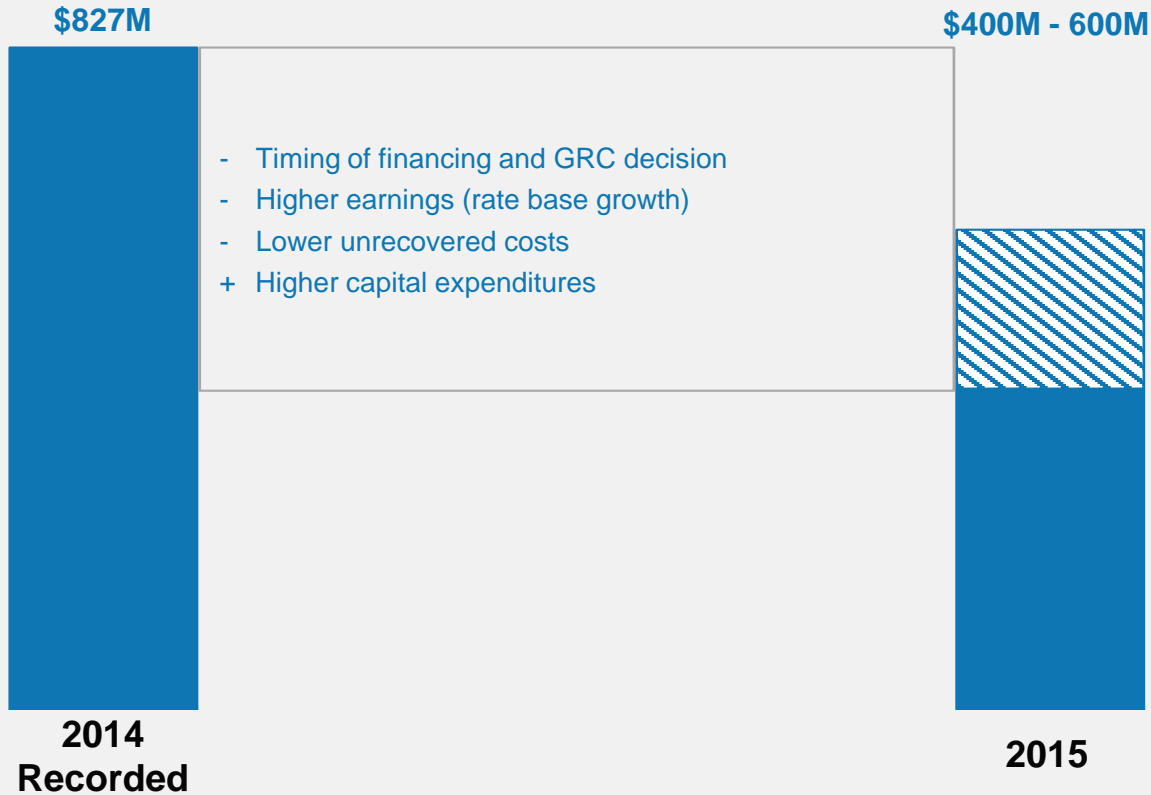 $827M
$400M - 600M
- Timing of financing and GRC decision
- Higher earnings (rate base growth)
- Lower unrecovered costs
+ Higher capital expenditures
2014
Recorded
2015